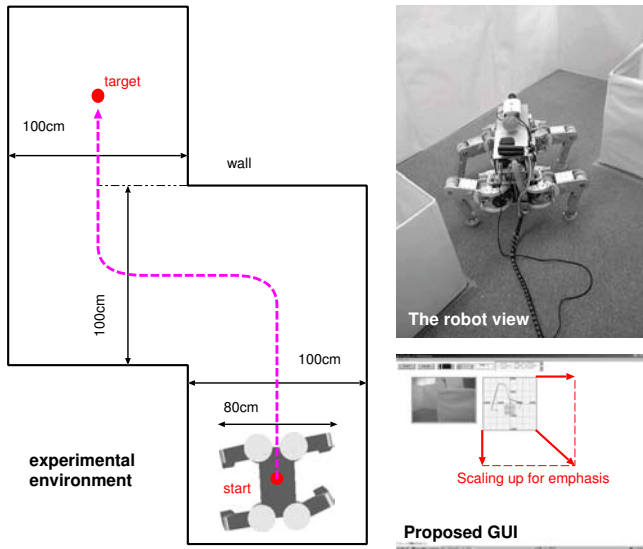 target
100cm
wall
100cm
100cm
80cm
start
experimental
environment
The robot view
Scaling up for emphasis
Proposed GUI